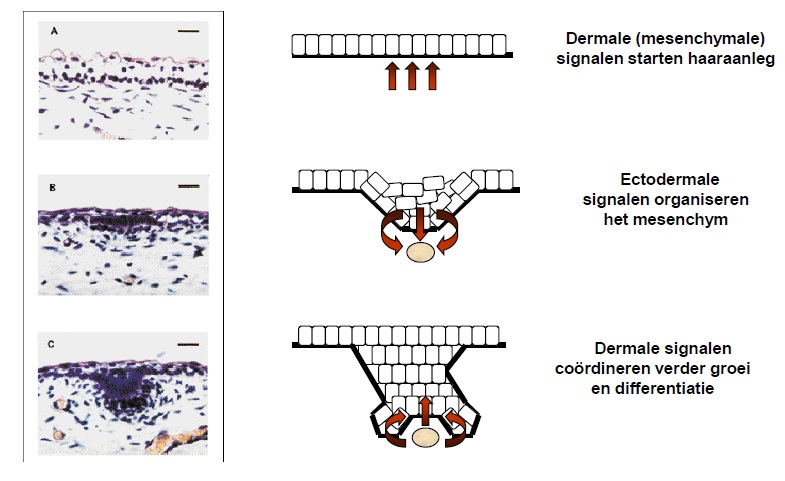 A
Dermale (mesenchymale)
signalen starten haaraanleg
B
Ectodermale
signalen organiseren
het mesenchym
C
Dermale signalen
coördineren verder groei
en differentiatie